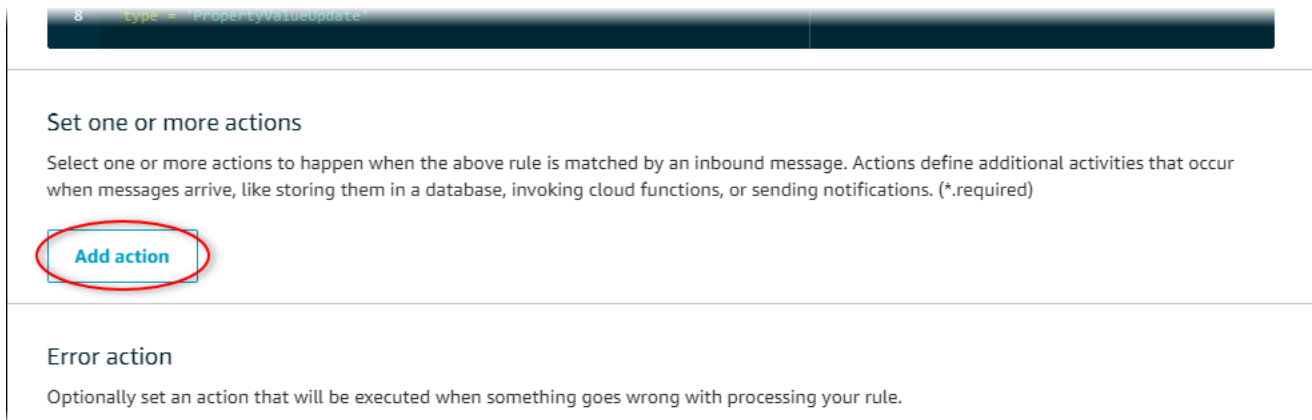 8 type = 'PropertyValueUpdate'
Set one or more actions
Select one or more actions to happen when the above rule is matched by an inbound message. Actions define additional activities that occur
when messages arrive, like storing them in a database, invoking cloud functions, or sending notifications. (*.required)
Add action
Error action
Optionally set an action that will be executed when something goes wrong with processing your rule.